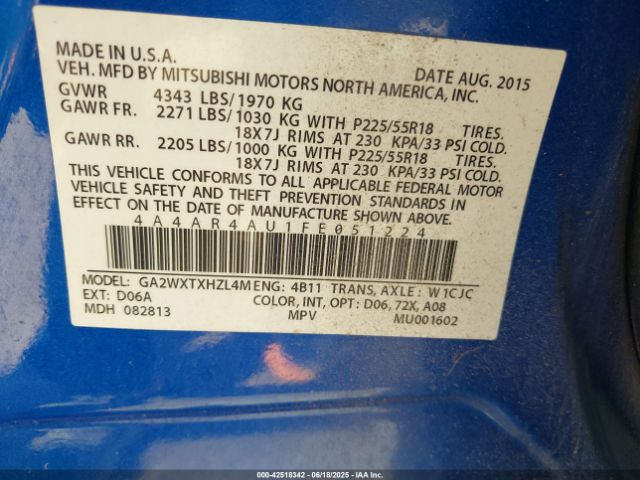 MADE IN U.S.A. DATE AUG. 2015
VEH. MFD BY MITSUBISHI MOTORS NORTH AMERICA, INC.
GVWR 4343 LBS/1970 KG
GAWR FR. 2271 LBS/1030 KG WITH P225/55R18 TIRES.
18X7J RIMS AT 230 KPA/33 PSI COLD.
GAWR RR. 2205 LBS/1000 KG WITH P225/55R18 TIRES.
18X7J RIMS AT 230 KPA/33 PSI COLD.
THIS VEHICLE CONFORMS TO ALL APPLICABLE FEDERAL MOTOR
VEHICLE SAFETY AND THEFT PREVENTION STANDARDS IN
EFFECT ON THE DATE OF MANUFACTURE SHOWN ABOVE.
4A4AR4AU1FE051224
MODEL: GA2WXTXHZL4M ENG: 4B11 TRANS, AXLE: W1CJC
EXT: D06A COLOR, INT, OPT: D06, 72X, A08
MDH 082813 MPV MU001602
000-42518342 - 06/18/2025 - IAA Inc.